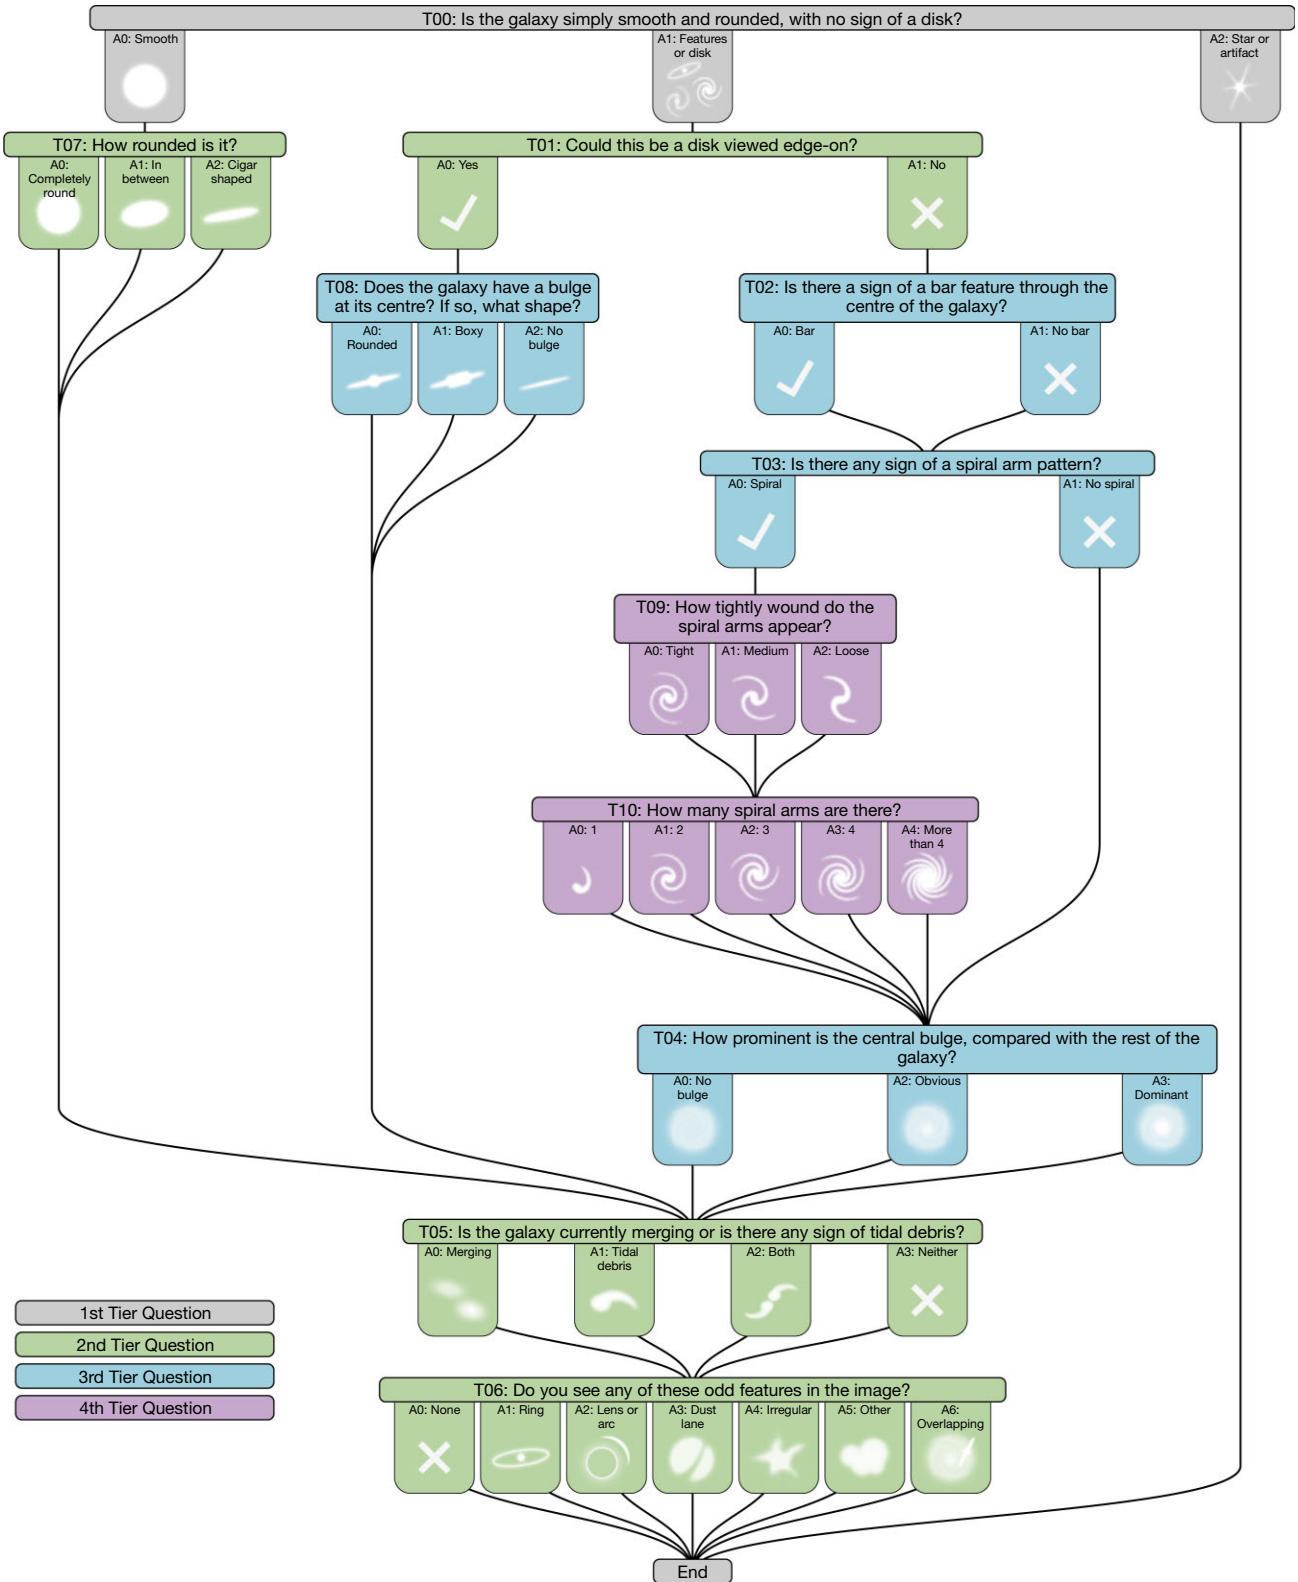 T00: Is the galaxy simply smooth and rounded, with no sign of a disk?
A0: Smooth
A1: Features
or disk
A2: Star or
artifact
T07: How rounded is it?
A0:
Completely
round
A1: In
between
A2: Cigar
shaped
T01: Could this be a disk viewed edge-on?
A0: Yes
A1: No
T08: Does the galaxy have a bulge
at its centre? If so, what shape?
A0:
Rounded
A1: Boxy
A2: No
bulge
T02: Is there a sign of a bar feature through the
centre of the galaxy?
A0: Bar
A1: No bar
T03: Is there any sign of a spiral arm pattern?
A0: Spiral
A1: No spiral
T09: How tightly wound do the
spiral arms appear?
A0: Tight
A1: Medium
A2: Loose
T10: How many spiral arms are there?
A0: 1
A1: 2
A2: 3
A3: 4
A4: More
than 4
T04: How prominent is the central bulge, compared with the rest of the
galaxy?
A0: No
bulge
A2: Obvious
A3:
Dominant
T05: Is the galaxy currently merging or is there any sign of tidal debris?
A0: Merging
A1: Tidal
debris
A2: Both
A3: Neither
1st Tier Question
2nd Tier Question
3rd Tier Question
4th Tier Question
T06: Do you see any of these odd features in the image?
A0: None
A1: Ring
A2: Lens or
arc
A3: Dust
lane
A4: Irregular
A5: Other
A6:
Overlapping
End